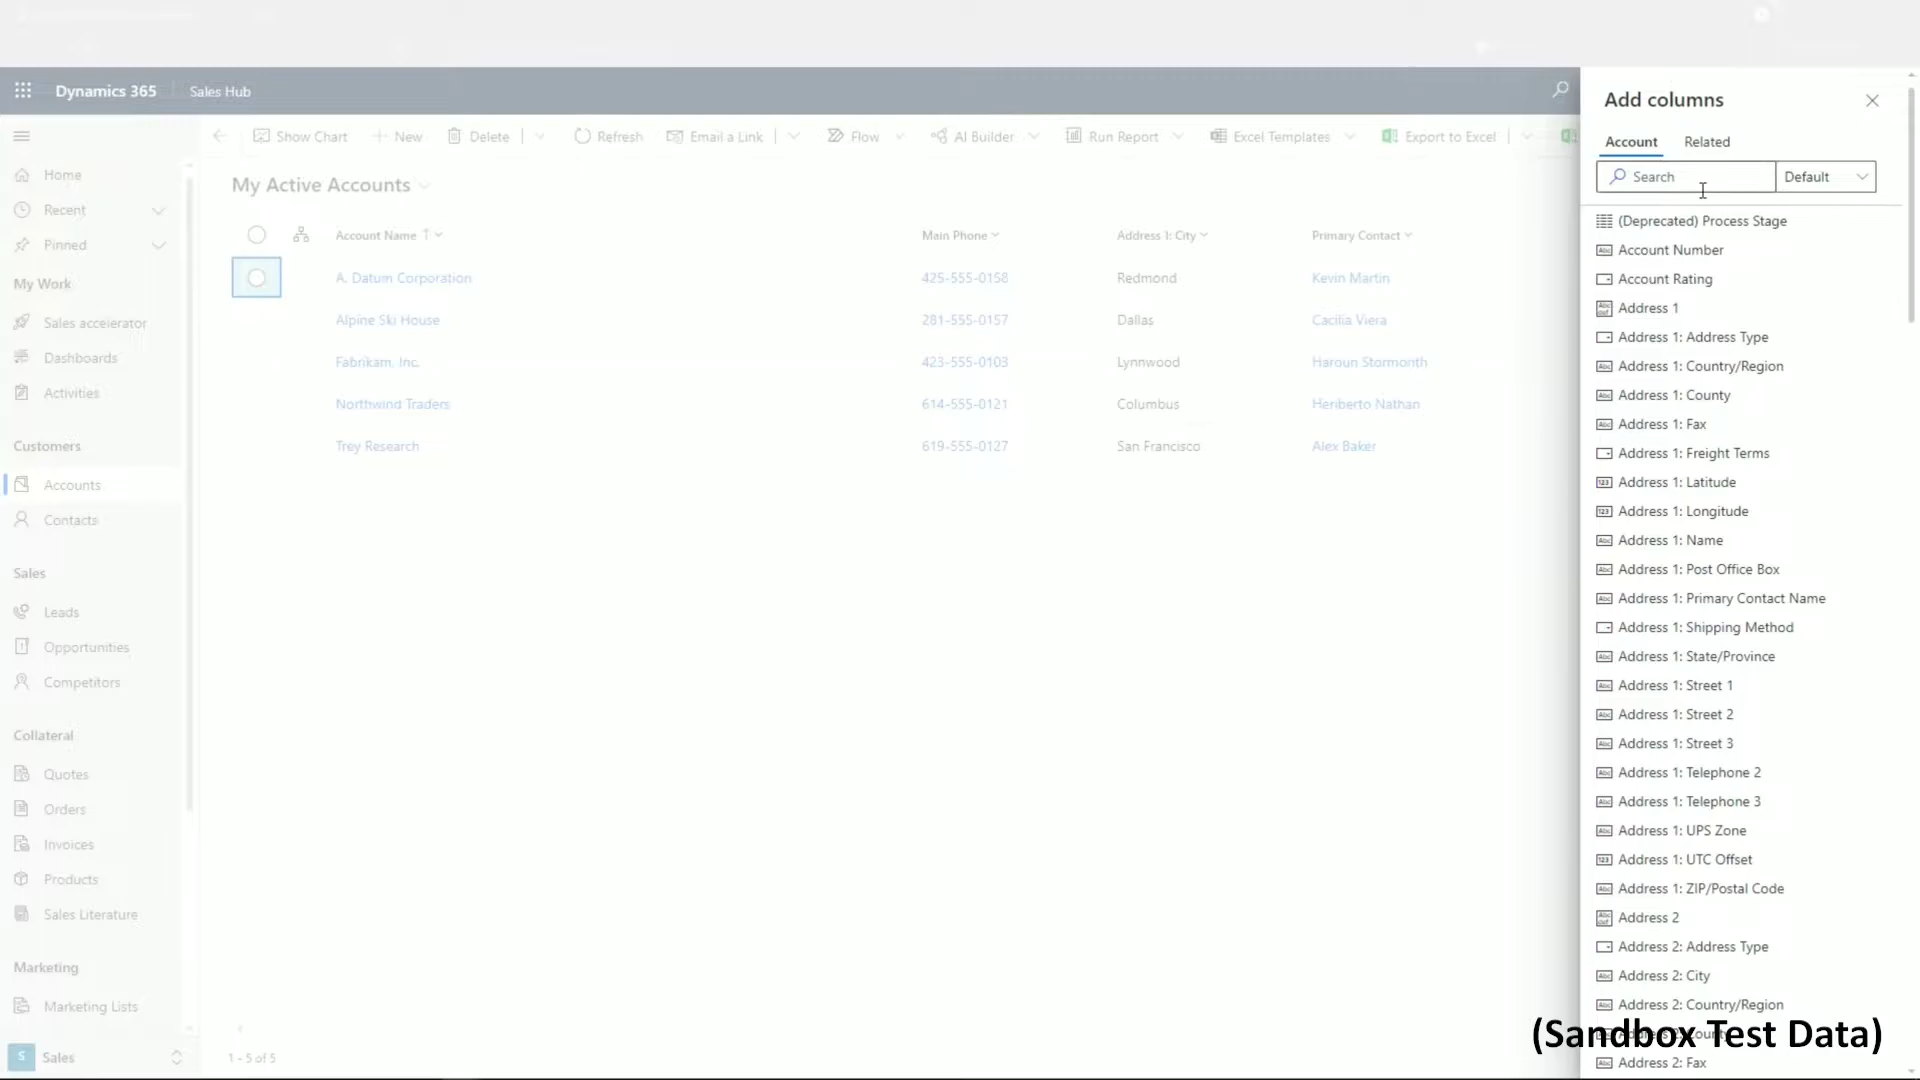 Dynamics 365 Sales Hub
Show Chart New Delete Refresh Email a Link Flow AI Builder Run Report Excel Templates Export to Excel
Home
Recent
Pinned
My Work
Sales accelerator
Dashboards
Activities
Customers
Accounts
Contacts
Sales
Leads
Opportunities
Competitors
Collateral
Quotes
Orders
Invoices
Products
Sales Literature
Marketing
Marketing Lists
S Sales
My Active Accounts
Account Name Main Phone Address 1: City Primary Contact
A. Datum Corporation 425-555-0158 Redmond Kevin Martin
Alpine Ski House 281-555-0157 Dallas Cacilia Viera
Fabrikam, Inc. 423-555-0103 Lynnwood Haroun Stormonth
Northwind Traders 614-555-0121 Columbus Heriberto Nathan
Trey Research 619-555-0127 San Francisco Alex Baker
1 - 5 of 5
Add columns
Account Related
Search Default
(Deprecated) Process Stage
Account Number
Account Rating
Address 1
Address 1: Address Type
Address 1: Country/Region
Address 1: County
Address 1: Fax
Address 1: Freight Terms
Address 1: Latitude
Address 1: Longitude
Address 1: Name
Address 1: Post Office Box
Address 1: Primary Contact Name
Address 1: Shipping Method
Address 1: State/Province
Address 1: Street 1
Address 1: Street 2
Address 1: Street 3
Address 1: Telephone 2
Address 1: Telephone 3
Address 1: UPS Zone
Address 1: UTC Offset
Address 1: ZIP/Postal Code
Address 2
Address 2: Address Type
Address 2: City
Address 2: Country/Region
Address 2: County
(Sandbox Test Data)
Address 2: Fax